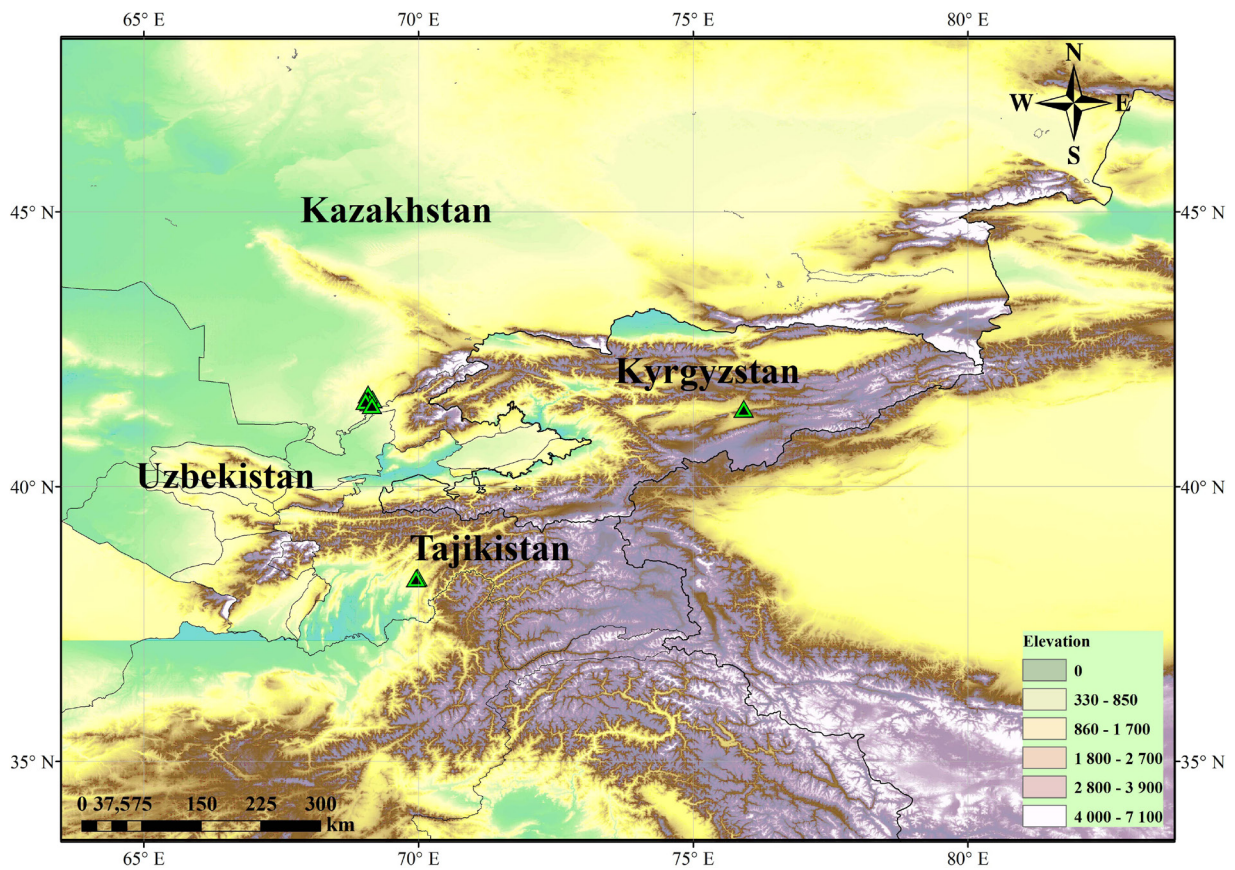 65° E 70° E 75° E 80° E
N
W E
S
45° N 45° N
Kazakhstan
Kyrgyzstan
Uzbekistan
40° N 40° N
Tajikistan
Elevation
0
330 - 850
860 - 1 700
1 800 - 2 700
2 800 - 3 900
4 000 - 7 100
35° N 35° N
0 37,575 150 225 300
km
65° E 70° E 75° E 80° E